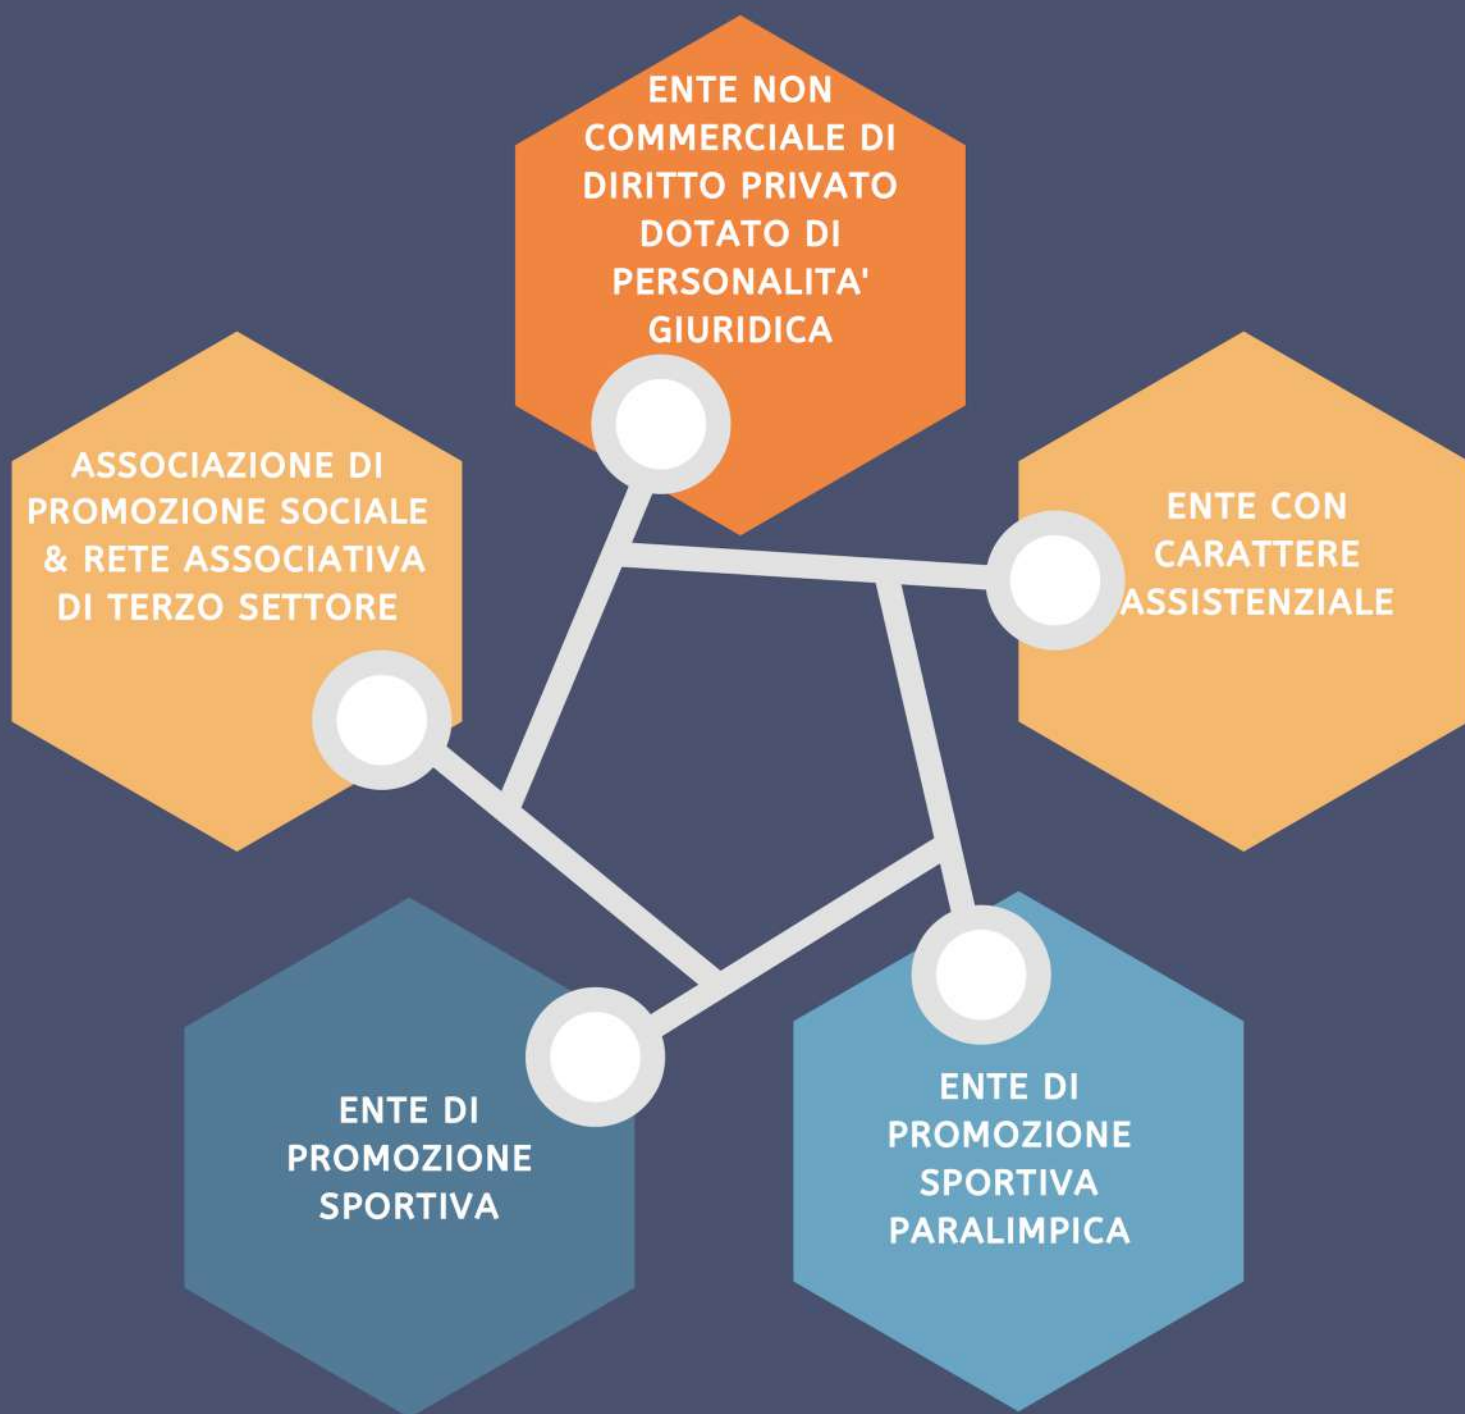 ENTE NON
COMMERCIALE DI
DIRITTO PRIVATO
DOTATO DI
PERSONALITA'
GIURIDICA
ASSOCIAZIONE DI
PROMOZIONE SOCIALE
& RETE ASSOCIATIVA
DI TERZO SETTORE
ENTE CON
CARATTERE
ASSISTENZIALE
ENTE DI
PROMOZIONE
SPORTIVA
ENTE DI
PROMOZIONE
SPORTIVA
PARALIMPICA